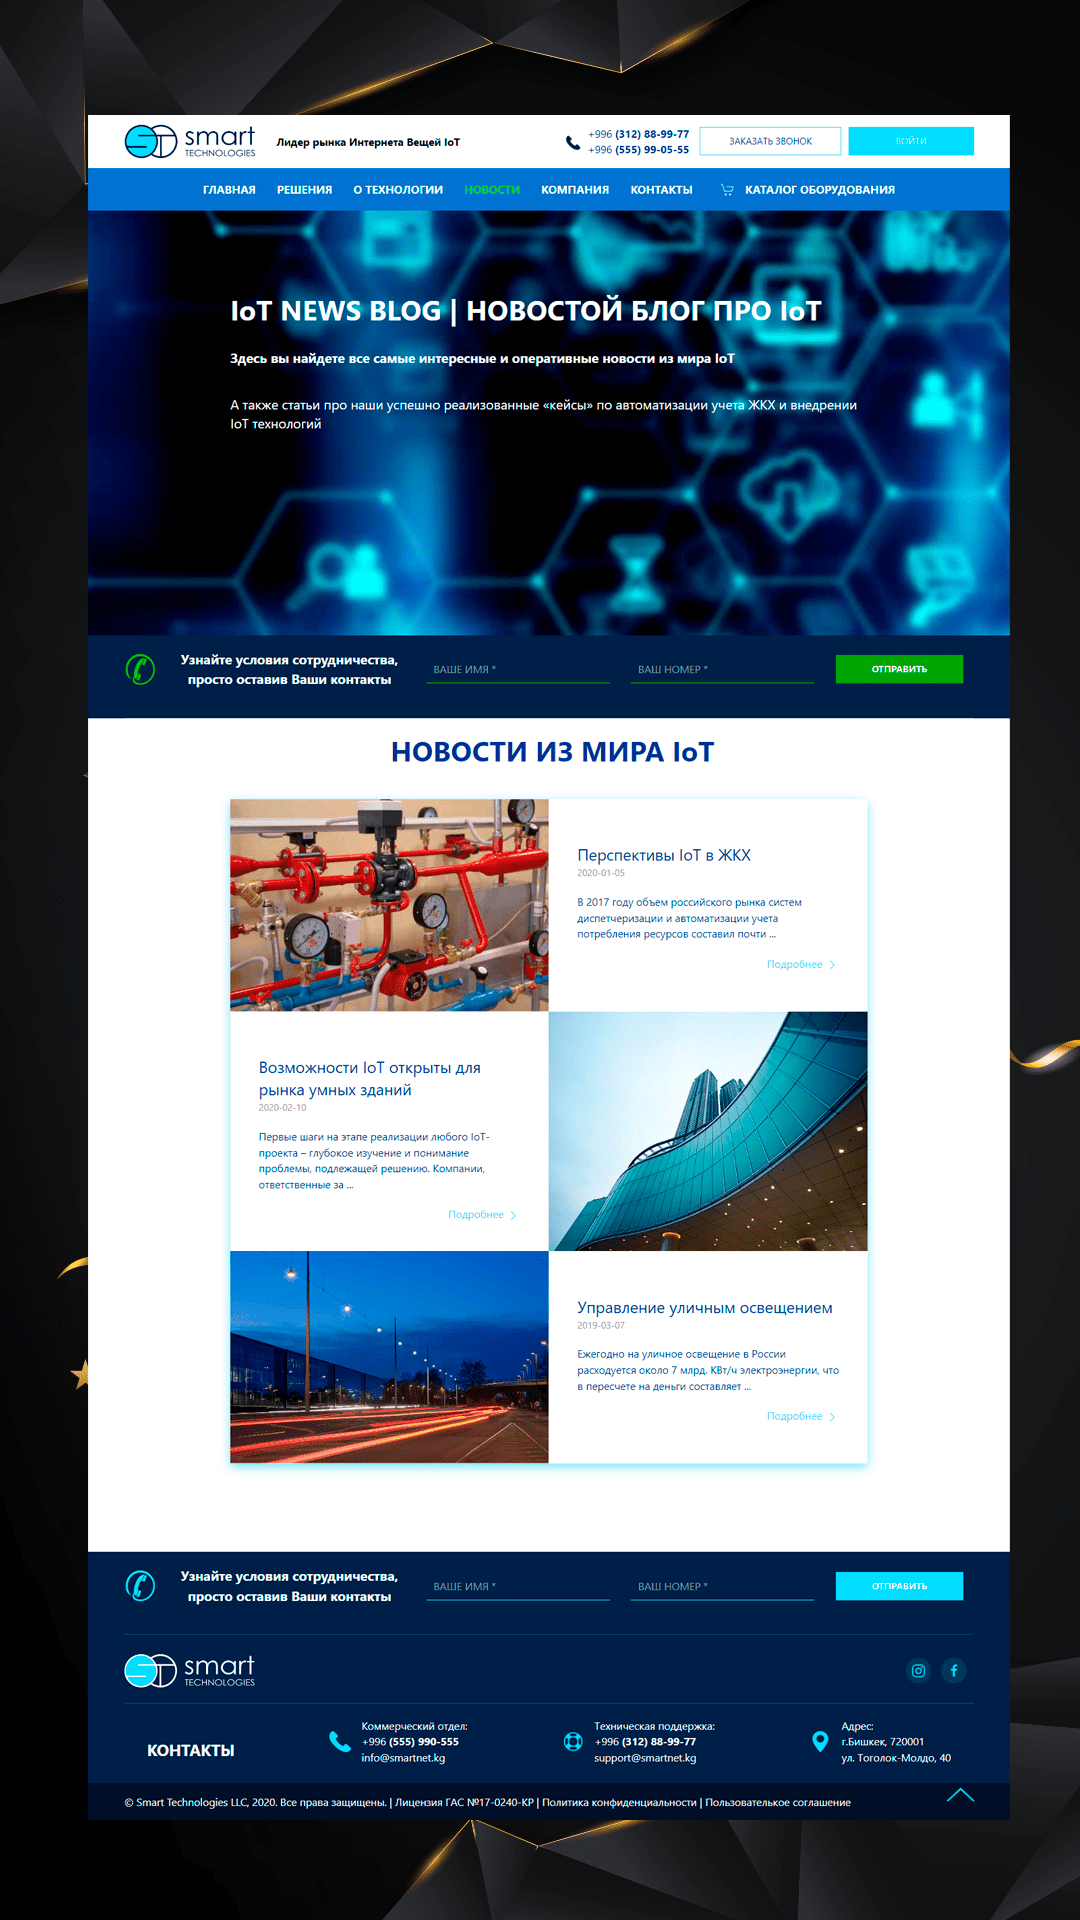 smart
TECHNOLOGIES
Лидер рынка Интернета Вещей IoT
+996 (312) 88-99-77
+996 (555) 99-05-55
ЗАКАЗАТЬ ЗВОНОК
ВОЙТИ
ГЛАВНАЯ РЕШЕНИЯ О ТЕХНОЛОГИИ НОВОСТИ КОМПАНИЯ КОНТАКТЫ КАТАЛОГ ОБОРУДОВАНИЯ
IoT NEWS BLOG | НОВОСТОЙ БЛОГ ПРО IoT
Здесь вы найдете все самые интересные и оперативные новости из мира IoT
А также статьи про наши успешно реализованные «кейсы» по автоматизации учета ЖКХ и внедрении
IoT технологий
Узнайте условия сотрудничества,
просто оставив Ваши контакты
ВАШЕ ИМЯ *
ВАШ НОМЕР *
ОТПРАВИТЬ
НОВОСТИ ИЗ МИРА IoT
Перспективы IoT в ЖКХ
2020-01-05
В 2017 году объем российского рынка систем
диспетчеризации и автоматизации учета
потребления ресурсов составил почти ...
Подробнее
Возможности IoT открыты для
рынка умных зданий
2020-02-10
Первые шаги на этапе реализации любого IoT-
проекта – глубокое изучение и понимание
проблемы, подлежащей решению. Компании,
ответственные за ...
Подробнее
Управление уличным освещением
2019-03-07
Ежегодно на уличное освещение в России
расходуется около 7 млрд. КВт/ч электроэнергии, что
в пересчете на деньги составляет ...
Подробнее
Узнайте условия сотрудничества,
просто оставив Ваши контакты
ВАШЕ ИМЯ *
ВАШ НОМЕР *
ОТПРАВИТЬ
smart
TECHNOLOGIES
КОНТАКТЫ
Коммерческий отдел:
+996 (555) 990-555
info@smartnet.kg
Техническая поддержка:
+996 (312) 88-99-77
support@smartnet.kg
Адрес:
г.Бишкек, 720001
ул. Тоголок-Молдо, 40
© Smart Technologies LLC, 2020. Все права защищены. | Лицензия ГАС №17-0240-КР | Политика конфиденциальности | Пользователькое соглашение